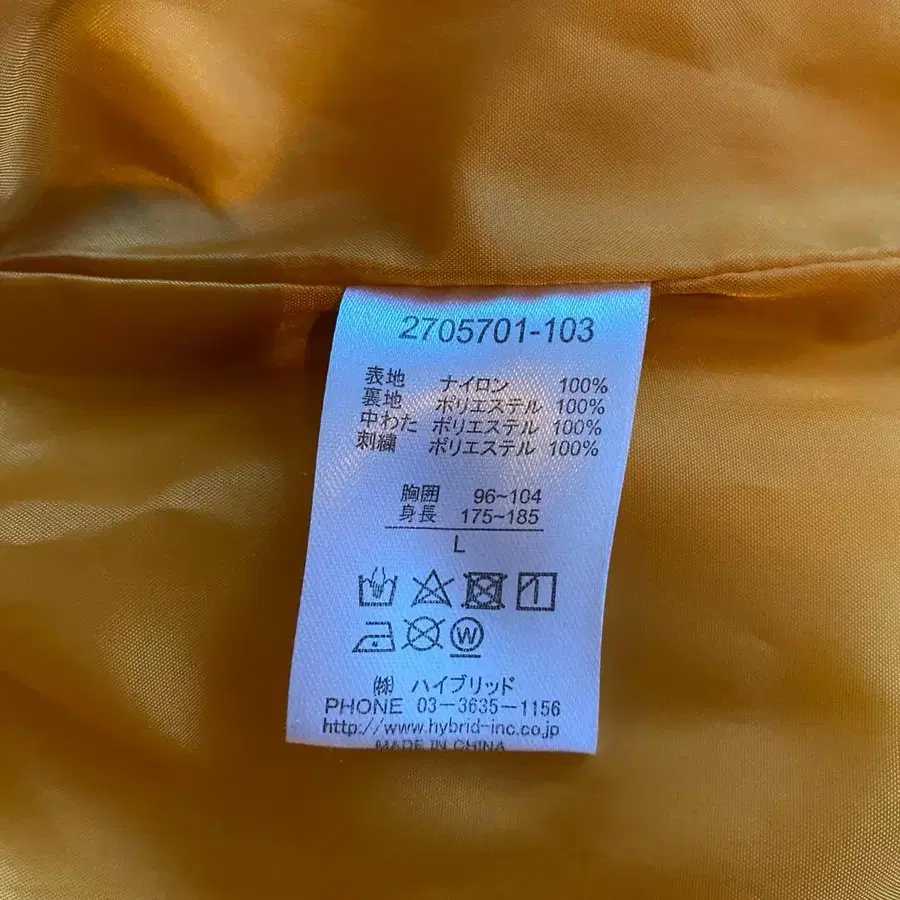 2705701-103
表地 ナイロン 100%
裏地 ポリエステル 100%
中わた ポリエステル 100%
刺繍 ポリエステル 100%
胸囲 96~104
身長 175~185
L
W
㈱ ハイブリッド
PHONE 03-3635-1156
http://www.hybrid-inc.co.jp
MADE IN CHINA